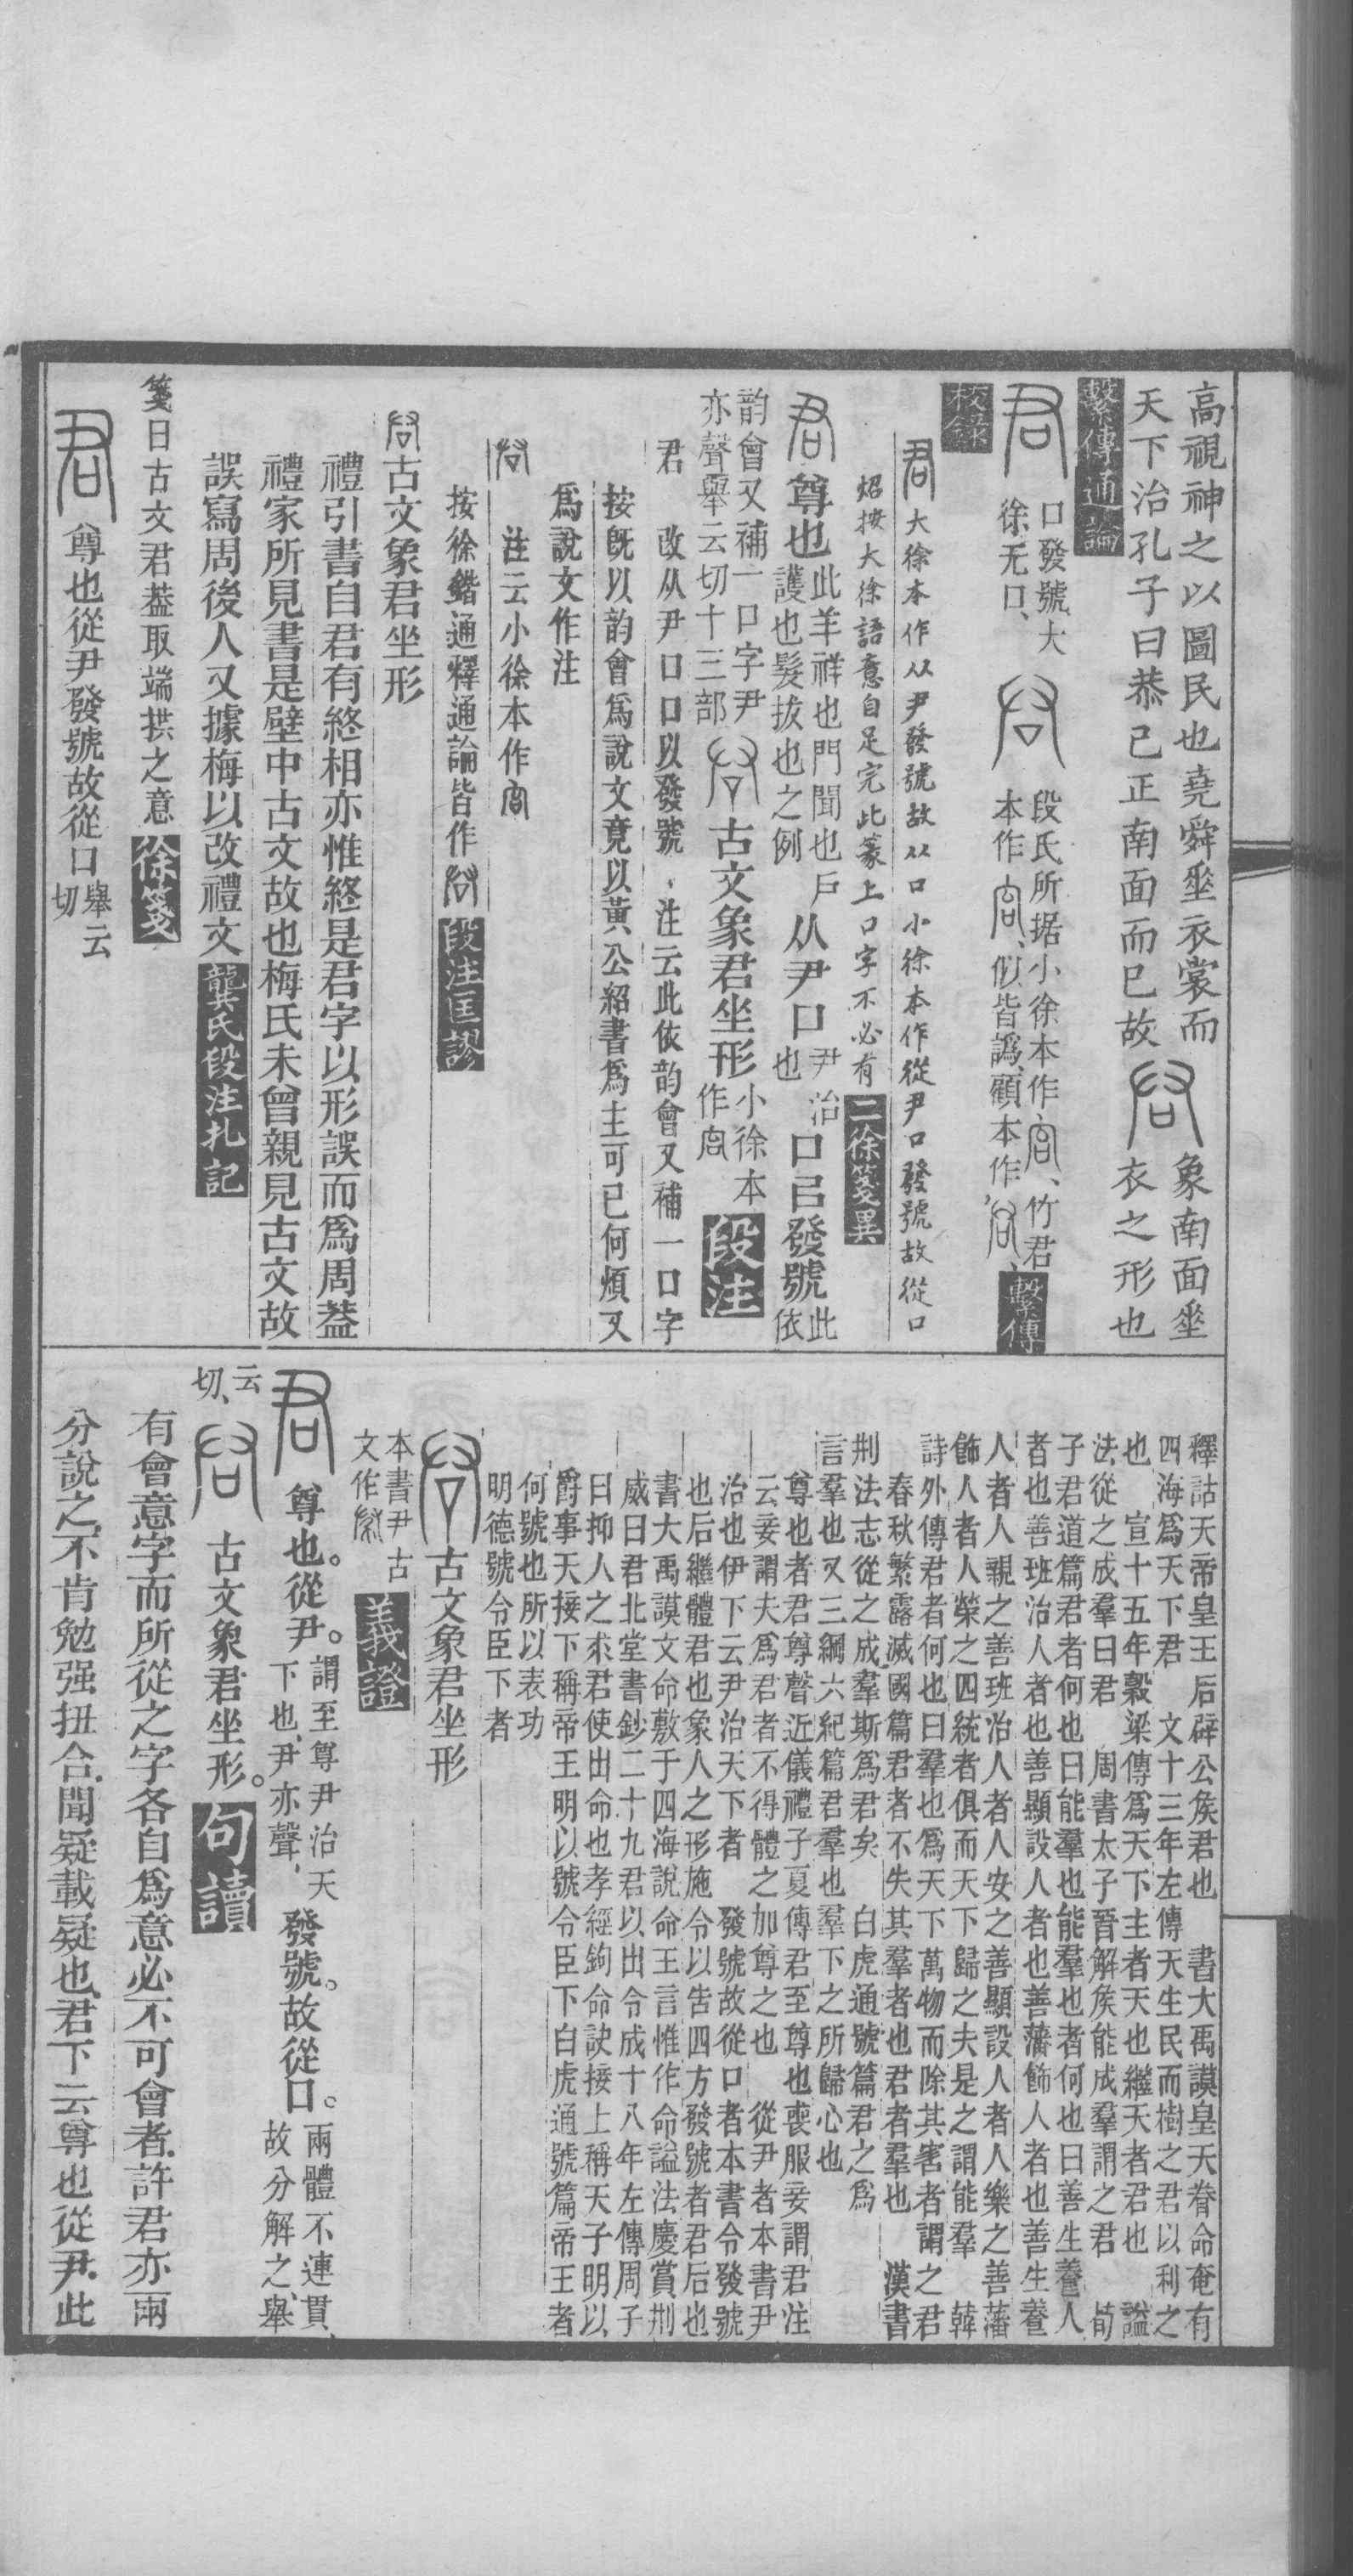 高視神之以圖民也堯舜垂衣裳而
天下治孔子曰恭己正南面而已故 象南面垂衣之形也
繫傳通論
君 口發號大徐无口、 段氏所据小徐本作、竹君本作、似皆譌顧本作、 繫傳
校錄
君大徐本作从尹發號故从口小徐本作從尹口發號故從口
炤按大徐語意自足完此篆上口字不必有 二徐箋異
君 尊也此羊祥也門聞也戶護也髮拔也之例 从尹口尹治也 口㠯發號此依
韵會又補一口字尹亦聲舉云切十三部 古文象君坐形小徐本作 段注
君 改从尹口口以發號、注云此依韵會又補一口字
按旣以韵會爲說文竟以黃公紹書爲主可已何煩又
爲說文作注
 注云小徐本作
按徐鍇通釋通論皆作 段注匡謬
 古文象君坐形
禮引書自君有終相亦惟終是君字以形誤而爲周葢
禮家所見書是壁中古文故也梅氏未曾親見古文故
誤寫周後人又據梅以改禮文 龔氏段注札記
箋曰古文君葢取端拱之意 徐箋
君 尊也從尹發號故從口舉云切
釋詁天帝皇王后辟公矦君也 書大禹謨皇天眷命奄有
四海爲天下君 文十三年左傳天生民而樹之君以利之
也 宣十五年穀梁傳爲天下主者天也繼天者君也 謚
法從之成羣曰君 周書太子晉解矦能成羣謂之君 荀
子君道篇君者何也曰能羣也能羣也者何也曰善生養人
者也善班治人者也善顯設人者也善藩飾人者也善生養
人者人親之善班治人者人安之善顯設人者人樂之善藩
飾人者人榮之四統者俱而天下歸之夫是之謂能羣 韓
詩外傳君者何也曰羣也爲天下萬物而除其害者謂之君
春秋繁露滅國篇君者不失其羣者也君者羣也 漢書
荆法志從之成羣斯爲君矣 白虎通號篇君之爲
言羣也又三綱六紀篇君羣也羣下之所歸心也
尊也者君尊聲近儀禮子夏傳君至尊也喪服妾謂君注
云妾謂夫爲君者不得體之加尊之也 從尹者本書尹
治也伊下云尹治天下者 發號故從口者本書令發號
也后繼體君也象人之形施令以告四方發號者君后也
書大禹謨文命敷于四海說命王言惟作命謚法慶賞刑
威曰君北堂書鈔二十九君以出令成十八年左傳周子
曰抑人之求君使出命也孝經鉤命訣接上稱天子明以
爵事天接下稱帝王明以號令臣下白虎通號篇帝王者
何號也所以表功
明德號令臣下者
 古文象君坐形
本書尹古文作 義證
君 尊也。從尹。謂至尊尹治天下也、尹亦聲、 發號。故從口。兩體不連貫、故分解之、舉
云切、 古文象君坐形。 句讀
有會意字而所從之字各自爲意必不可會者、許君亦兩
分說之、不肯勉强扭合、聞疑載疑也、君下云尊也從尹、此